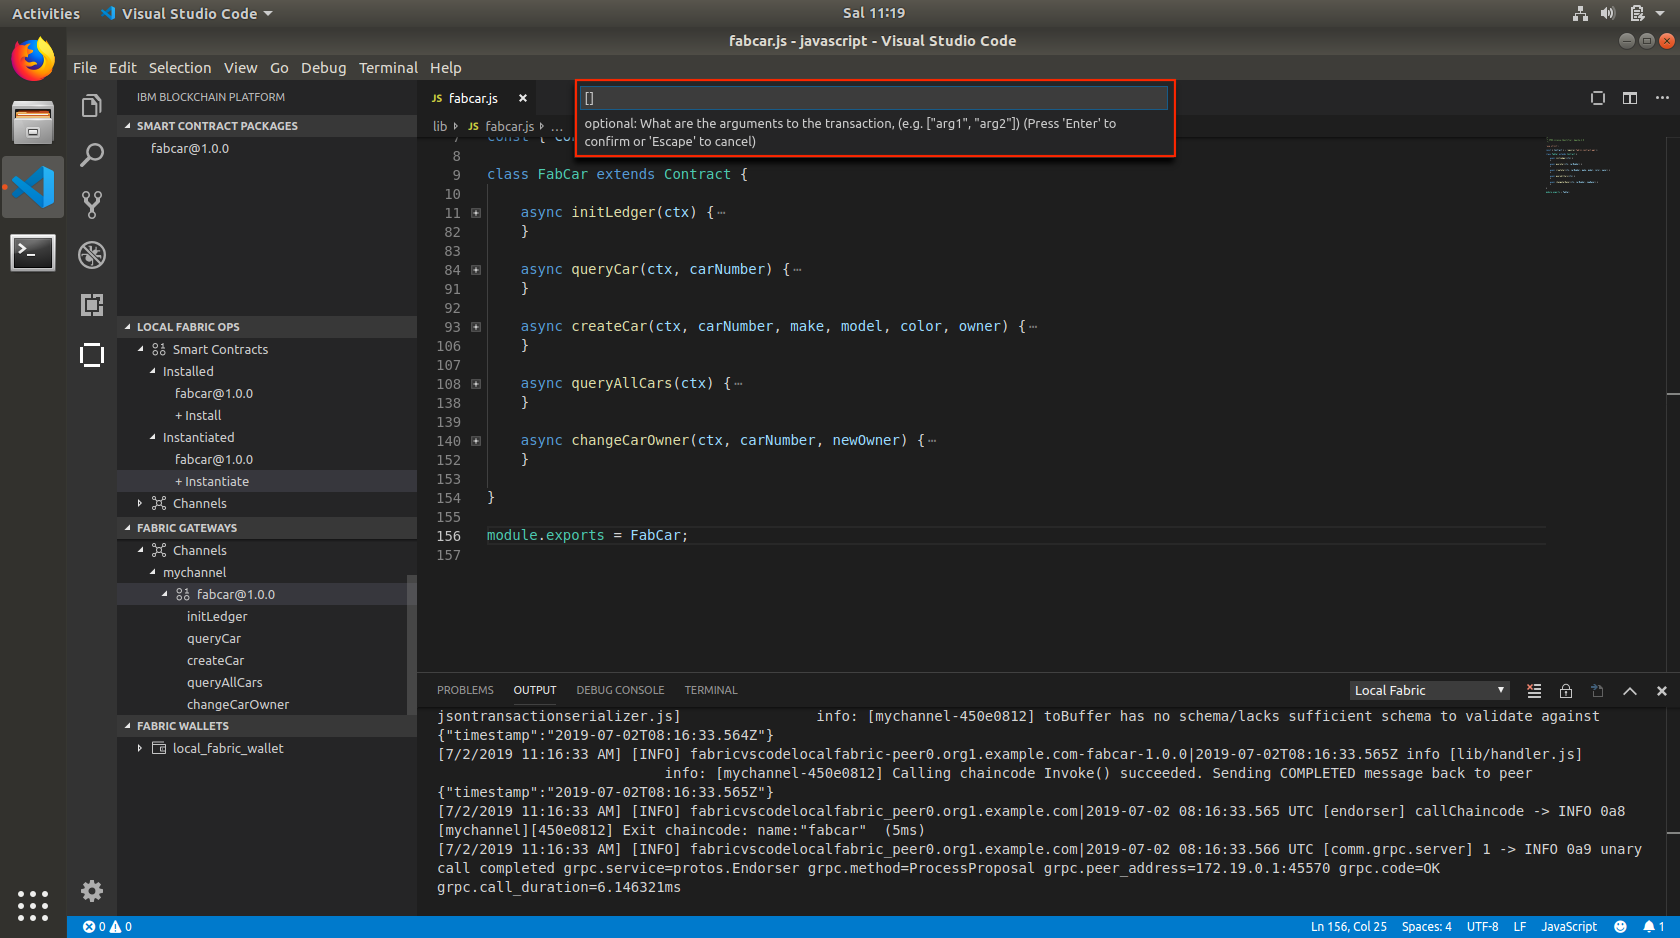 Activities
Visual Studio Code
Sal 11:19
fabcar.js - javascript - Visual Studio Code
File Edit Selection View Go Debug Terminal Help
IBM BLOCKCHAIN PLATFORM
SMART CONTRACT PACKAGES
fabcar@1.0.0
LOCAL FABRIC OPS
Smart Contracts
Installed
fabcar@1.0.0
+ Install
Instantiated
fabcar@1.0.0
+ Instantiate
Channels
FABRIC GATEWAYS
Channels
mychannel
fabcar@1.0.0
initLedger
queryCar
createCar
queryAllCars
changeCarOwner
FABRIC WALLETS
local_fabric_wallet
JS fabcar.js
lib JS fabcar.js ...
[]
optional: What are the arguments to the transaction, (e.g. ["arg1", "arg2"]) (Press 'Enter' to
confirm or 'Escape' to cancel)
8
9 class FabCar extends Contract {
10
11 async initLedger(ctx) {⋯
82 }
83
84 async queryCar(ctx, carNumber) {⋯
91 }
92
93 async createCar(ctx, carNumber, make, model, color, owner) {⋯
106 }
107
108 async queryAllCars(ctx) {⋯
138 }
139
140 async changeCarOwner(ctx, carNumber, newOwner) {⋯
152 }
153
154 }
155
156 module.exports = FabCar;
157
PROBLEMS OUTPUT DEBUG CONSOLE TERMINAL
Local Fabric
jsontransactionserializer.js] info: [mychannel-450e0812] toBuffer has no schema/lacks sufficient schema to validate against
{"timestamp":"2019-07-02T08:16:33.564Z"}
[7/2/2019 11:16:33 AM] [INFO] fabricvscodelocalfabric-peer0.org1.example.com-fabcar-1.0.0|2019-07-02T08:16:33.565Z info [lib/handler.js]
info: [mychannel-450e0812] Calling chaincode Invoke() succeeded. Sending COMPLETED message back to peer
{"timestamp":"2019-07-02T08:16:33.565Z"}
[7/2/2019 11:16:33 AM] [INFO] fabricvscodelocalfabric_peer0.org1.example.com|2019-07-02 08:16:33.565 UTC [endorser] callChaincode -> INFO 0a8
[mychannel][450e0812] Exit chaincode: name:"fabcar" (5ms)
[7/2/2019 11:16:33 AM] [INFO] fabricvscodelocalfabric_peer0.org1.example.com|2019-07-02 08:16:33.566 UTC [comm.grpc.server] 1 -> INFO 0a9 unary
call completed grpc.service=protos.Endorser grpc.method=ProcessProposal grpc.peer_address=172.19.0.1:45570 grpc.code=OK
grpc.call_duration=6.146321ms
0 0
Ln 156, Col 25 Spaces: 4 UTF-8 LF JavaScript 1